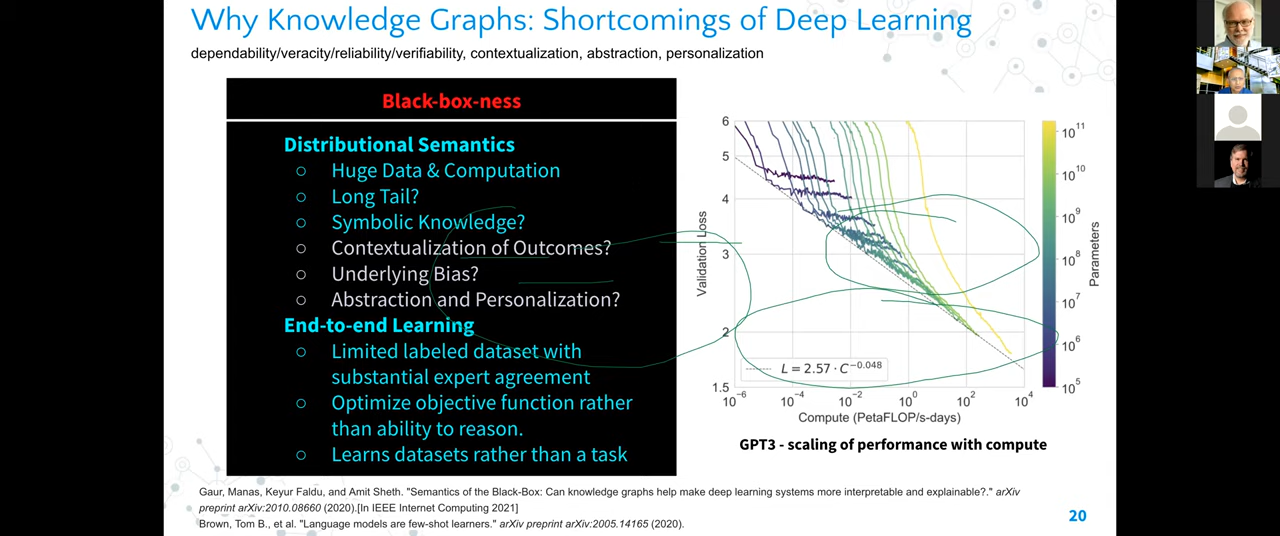 Why Knowledge Graphs: Shortcomings of Deep Learning
dependability/veracity/reliability/verifiability, contextualization, abstraction, personalization
Black-box-ness
Distributional Semantics
○ Huge Data & Computation
○ Long Tail?
○ Symbolic Knowledge?
○ Contextualization of Outcomes?
○ Underlying Bias?
○ Abstraction and Personalization?
End-to-end Learning
○ Limited labeled dataset with
substantial expert agreement
○ Optimize objective function rather
than ability to reason.
○ Learns datasets rather than a task
Validation Loss
6
5
4
3
2
1.5
L = 2.57 · C^-0.048
10^-6 10^-4 10^-2 10^0 10^2 10^4
Compute (PetaFLOP/s-days)
10^11
10^10
10^9
10^8
10^7
10^6
10^5
Parameters
GPT3 - scaling of performance with compute
Gaur, Manas, Keyur Faldu, and Amit Sheth. "Semantics of the Black-Box: Can knowledge graphs help make deep learning systems more interpretable and explainable?." arXiv
preprint arXiv:2010.08660 (2020).[In IEEE Internet Computing 2021]
Brown, Tom B., et al. "Language models are few-shot learners." arXiv preprint arXiv:2005.14165 (2020).
20